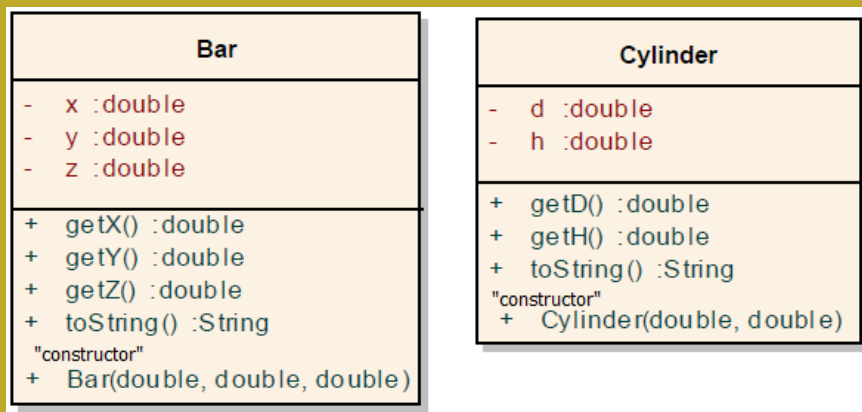 Bar
- x :double
- y :double
- z :double
+ getX() :double
+ getY() :double
+ getZ() :double
+ toString() :String
"constructor"
+ Bar(double, double, double)
Cylinder
- d :double
- h :double
+ getD() :double
+ getH() :double
+ toString() :String
"constructor"
+ Cylinder(double, double)